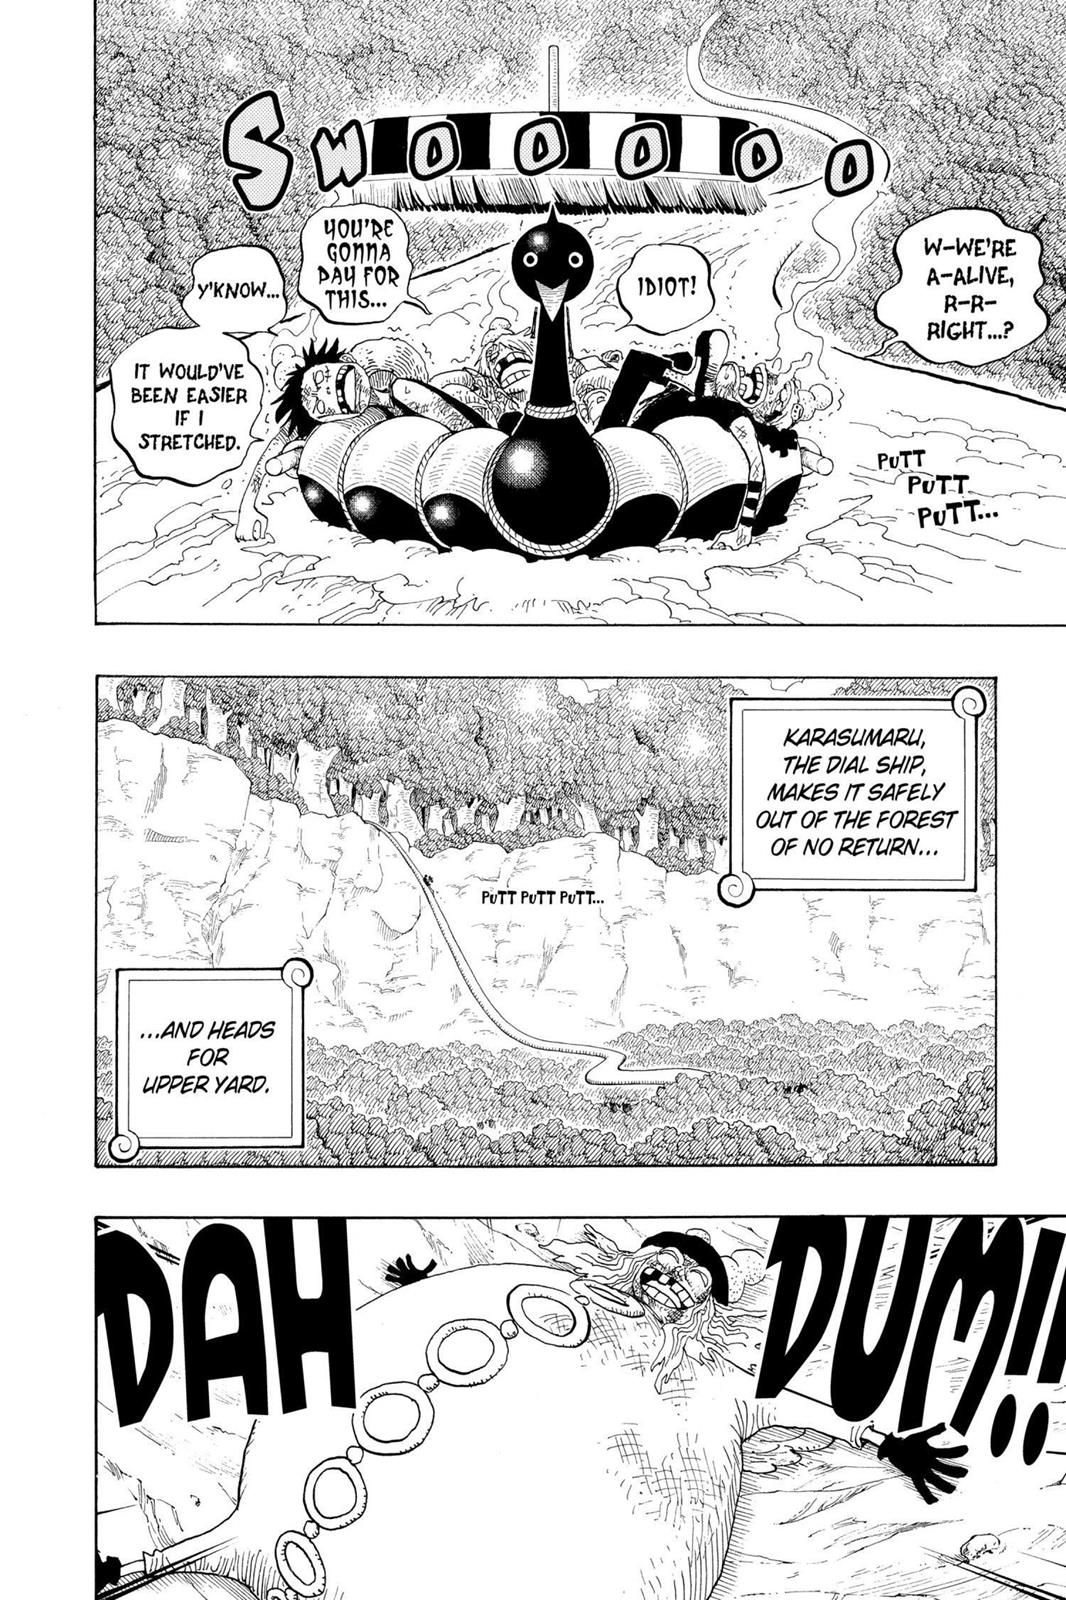 SWOOOOO
Y'KNOW...
IT WOULD'VE
BEEN EASIER
IF I
STRETCHED.
YOU'RE
GONNA
DAY FOR
THIS...
IDIOT!
W-WE'RE
A-ALIVE,
R-R-
RIGHT...?
PUTT
PUTT
PUTT...
KARASUMARU,
THE DIAL SHIP,
MAKES IT SAFELY
OUT OF THE FOREST
OF NO RETURN...
PUTT PUTT PUTT...
...AND HEADS
FOR
UPPER YARD.
DAH
DUM!!